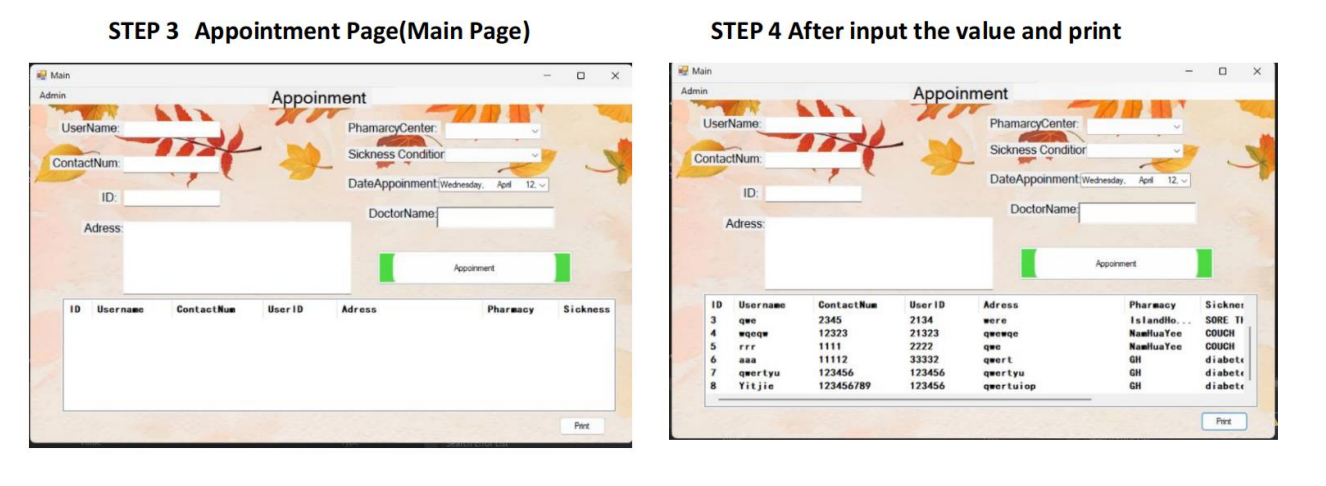 STEP 3 Appointment Page(Main Page)
Main
Admin
Appoinment
UserName:
PhamarcyCenter:
ContactNum:
Sickness Conditior
DateAppoinment: Wednesday, April 12,
ID:
DoctorName:
Adress:
Appoinment
ID Username ContactNum UserID Adress Pharmacy Sickness
Print
STEP 4 After input the value and print
Main
Admin
Appoinment
UserName:
PhamarcyCenter:
ContactNum:
Sickness Conditior
DateAppoinment: Wednesday, April 12,
ID:
DoctorName:
Adress:
Appoinment
ID Username ContactNum UserID Adress Pharmacy Sicknes
3 qwe 2345 2134 were IslandHo... SORE TH
4 wqeqw 12323 21323 qwewqe NamHuaYee COUCH
5 rrr 1111 2222 qwe NamHuaYee COUCH
6 aaa 11112 33332 qwert GH diabete
7 qwertyu 123456 123456 qwertyu GH diabete
8 Yitjie 123456789 123456 qwertuiop GH diabete
Print